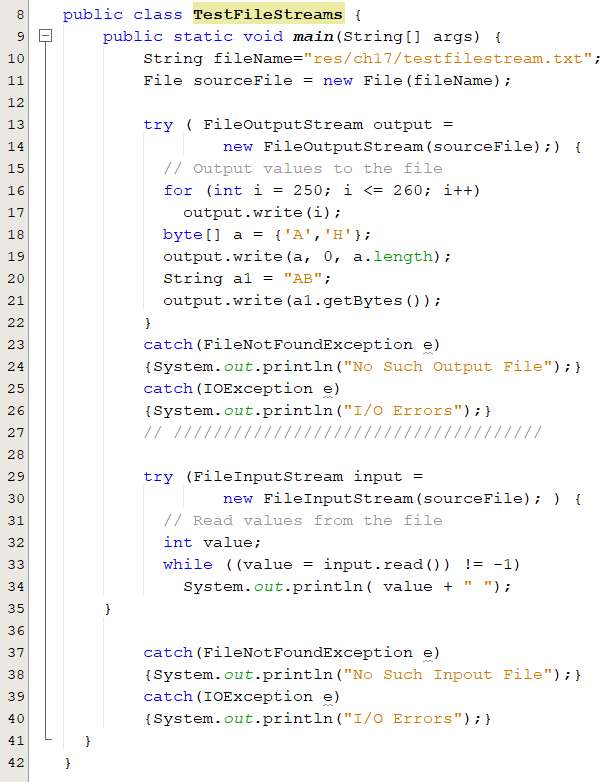 8 public class TestFileStreams {
9 public static void main(String[] args) {
10 String fileName="res/ch17/testfilestream.txt";
11 File sourceFile = new File(fileName);
12
13 try ( FileOutputStream output =
14 new FileOutputStream(sourceFile);) {
15 // Output values to the file
16 for (int i = 250; i <= 260; i++)
17 output.write(i);
18 byte[] a = {'A','H'};
19 output.write(a, 0, a.length);
20 String a1 = "AB";
21 output.write(a1.getBytes());
22 }
23 catch(FileNotFoundException e)
24 {System.out.println("No Such Output File");}
25 catch(IOException e)
26 {System.out.println("I/O Errors");}
27 // /////////////////////////////////////
28
29 try (FileInputStream input =
30 new FileInputStream(sourceFile); ) {
31 // Read values from the file
32 int value;
33 while ((value = input.read()) != -1)
34 System.out.println( value + " ");
35 }
36
37 catch(FileNotFoundException e)
38 {System.out.println("No Such Inpout File");}
39 catch(IOException e)
40 {System.out.println("I/O Errors");}
41 }
42 }